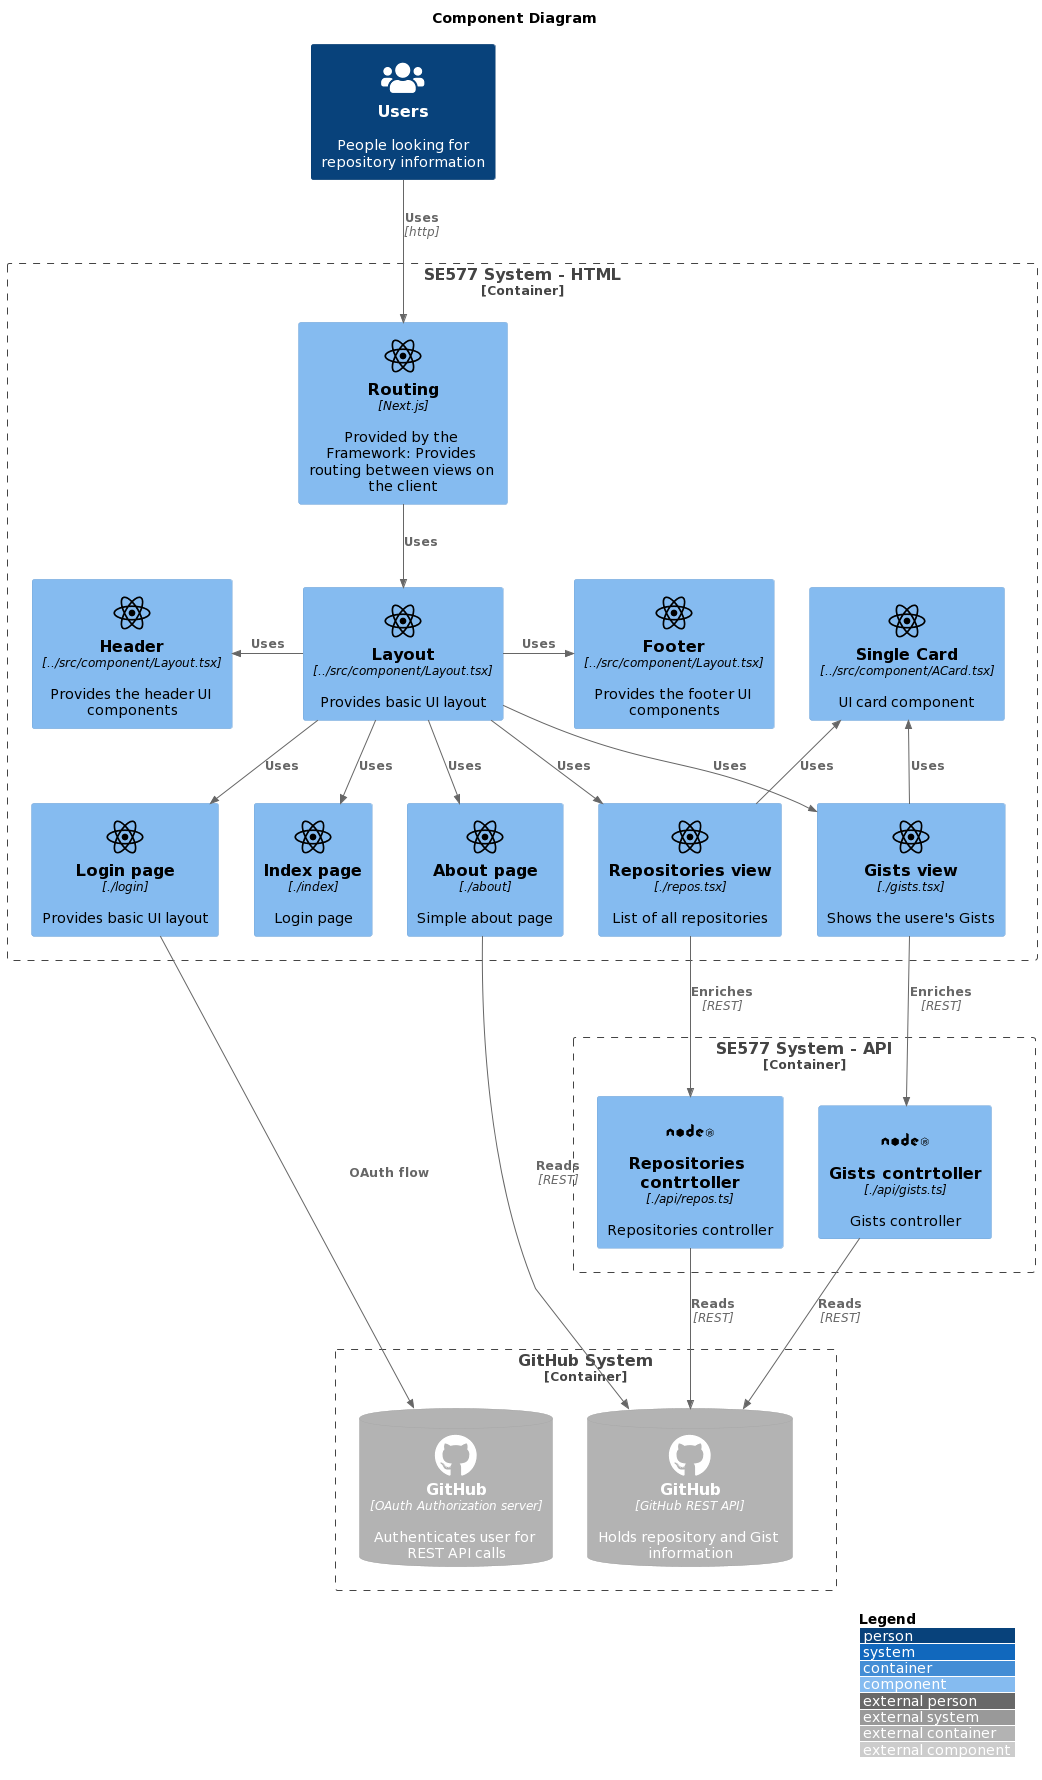 Component Diagram
Users
People looking for
repository information
Uses
[http]
SE577 System - HTML
[Container]
Routing
[Next.js]
Provided by the
Framework: Provides
routing between views on
the client
Uses
Header
[../src/component/Layout.tsx]
Provides the header UI
components
Uses
Layout
[../src/component/Layout.tsx]
Provides basic UI layout
Uses
Footer
[../src/component/Layout.tsx]
Provides the footer UI
components
Single Card
[../src/component/ACard.tsx]
UI card component
Uses
Uses
Uses
Uses
Uses
Uses
Uses
Login page
[./login]
Provides basic UI layout
Index page
[./index]
Login page
About page
[./about]
Simple about page
Repositories view
[./repos.tsx]
List of all repositories
Gists view
[./gists.tsx]
Shows the usere's Gists
Enriches
[REST]
Enriches
[REST]
SE577 System - API
[Container]
OAuth flow
Reads
[REST]
node
Repositories
contrtoller
[./api/repos.ts]
Repositories controller
node
Gists contrtoller
[./api/gists.ts]
Gists controller
Reads
[REST]
Reads
[REST]
GitHub System
[Container]
GitHub
[OAuth Authorization server]
Authenticates user for
REST API calls
GitHub
[GitHub REST API]
Holds repository and Gist
information
Legend
person
system
container
component
external person
external system
external container
external component